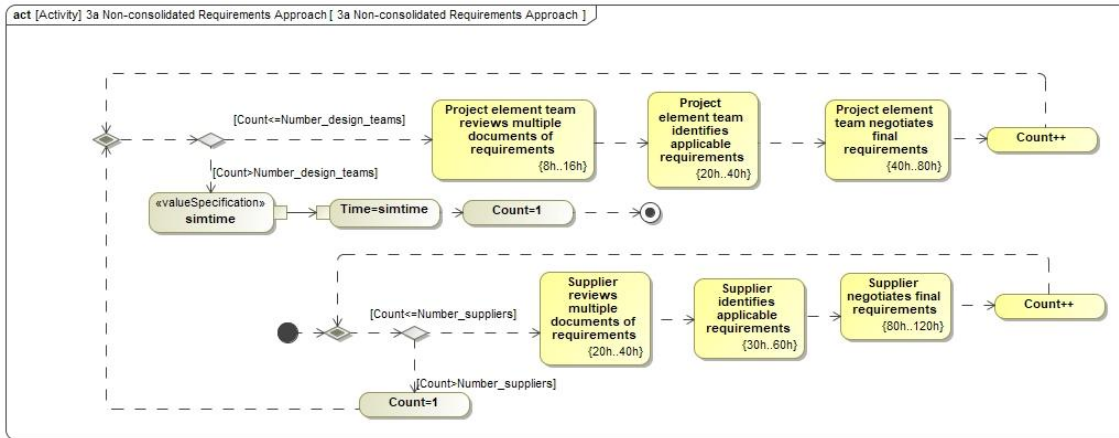 act [Activity] 3a Non-consolidated Requirements Approach [ 3a Non-consolidated Requirements Approach ]
[Count<=Number_design_teams]
Project element team
reviews multiple
documents of
requirements
{8h..16h}
Project
element team
identifies
applicable
requirements
{20h..40h}
Project element
team negotiates
final
requirements
{40h..80h}
Count++
[Count>Number_design_teams]
«valueSpecification»
simtime
Time=simtime
Count=1
[Count<=Number_suppliers]
Supplier
reviews
multiple
documents of
requirements
{20h..40h}
Supplier
identifies
applicable
requirements
{30h..60h}
Supplier
negotiates final
requirements
{80h..120h}
Count++
[Count>Number_suppliers]
Count=1